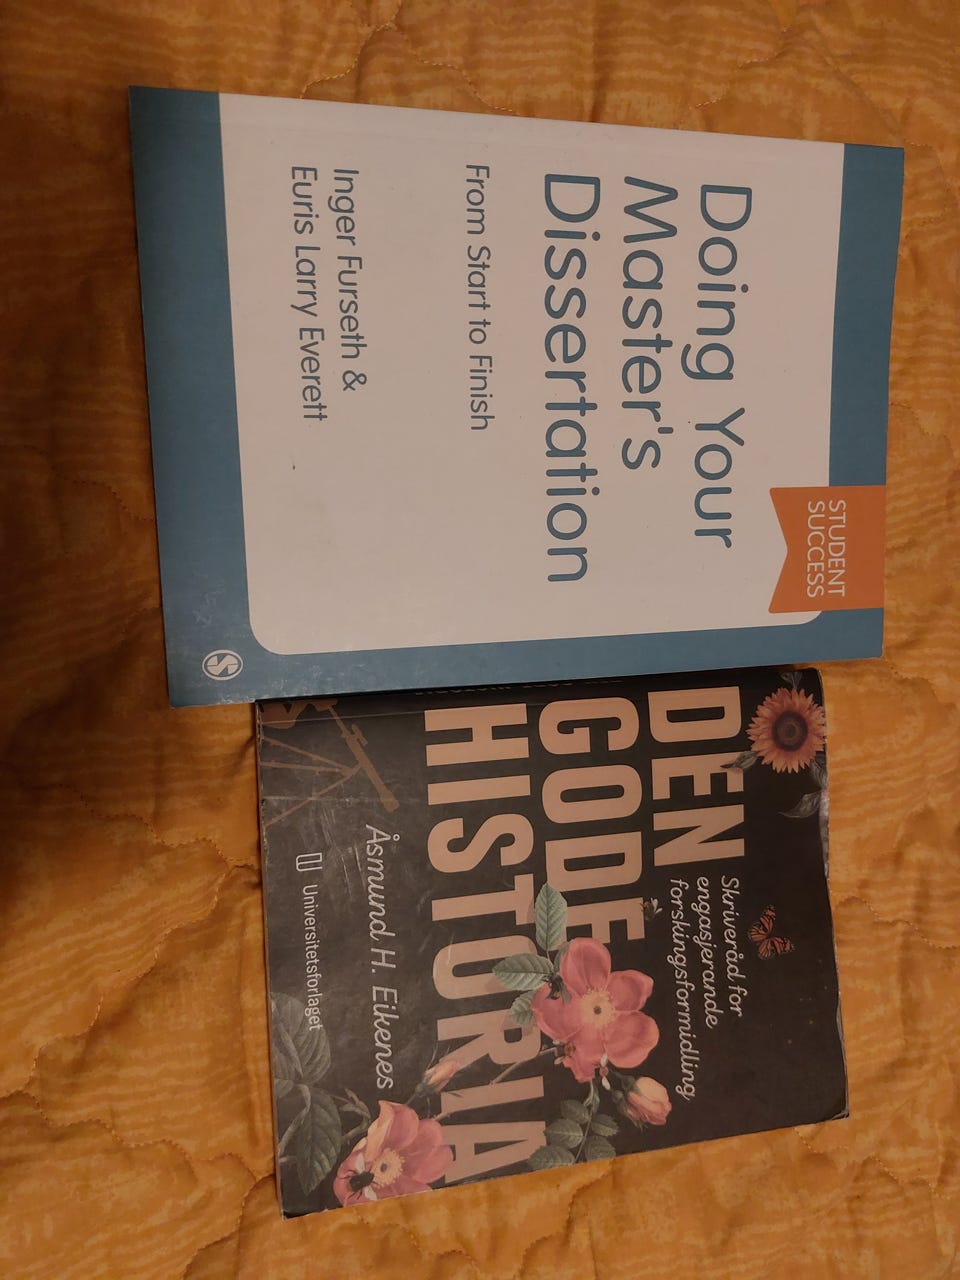 STUDENT
SUCCESS
Doing Your
Master's
Dissertation
From Start to Finish
Inger Furseth &
Euris Larry Everett
S
DEN
GODE
HISTORIA
Skriveråd for
engasjerande
forskingsformidling
Åsmund H. Eikenes
Universitetsforlaget